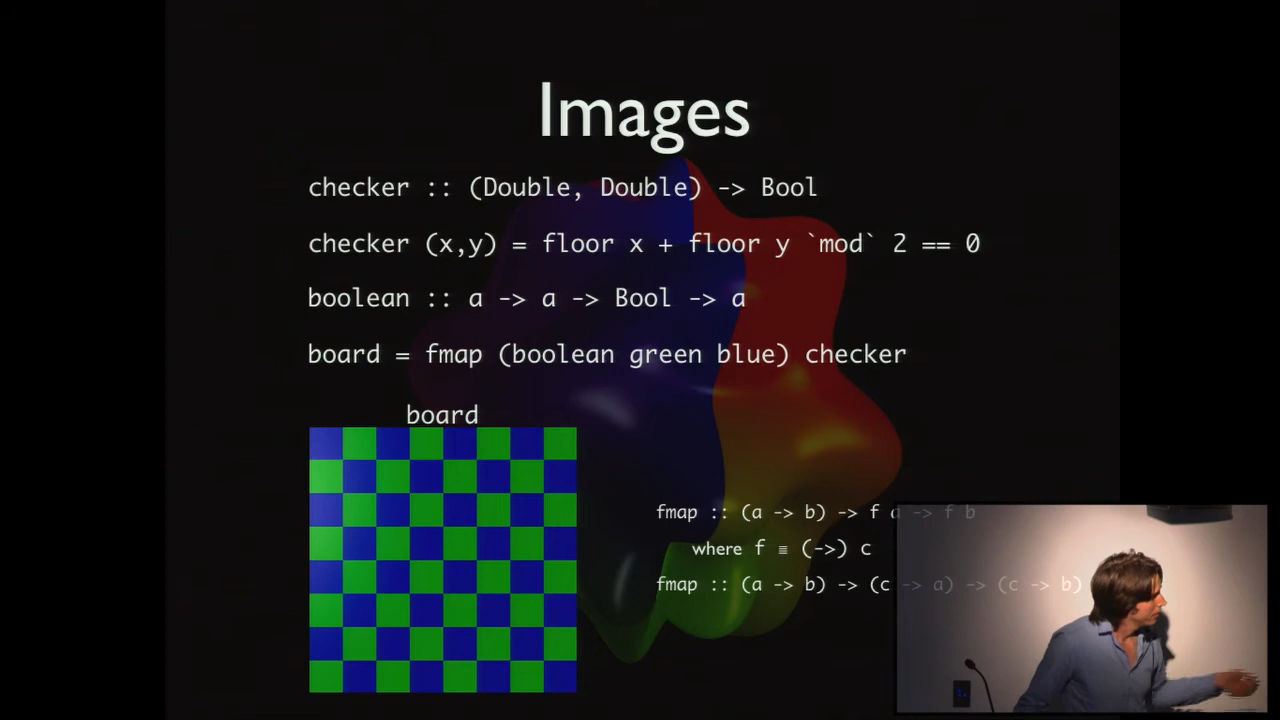 Images
checker :: (Double, Double) -> Bool
checker (x,y) = floor x + floor y `mod` 2 == 0
boolean :: a -> a -> Bool -> a
board = fmap (boolean green blue) checker
board
fmap :: (a -> b) -> f a -> f b
where f ≡ (->) c
fmap :: (a -> b) -> (c -> a) -> (c -> b)